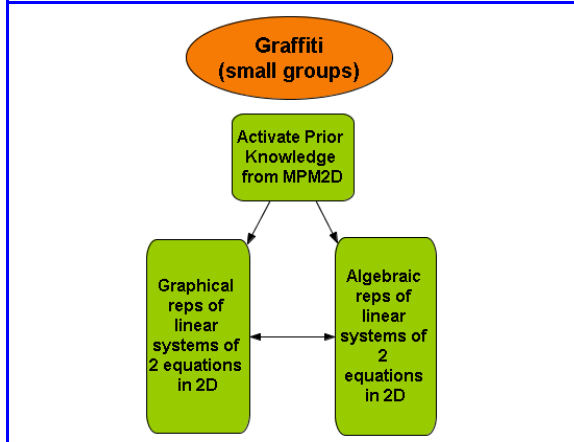 Graffiti
(small groups)
Activate Prior
Knowledge
from MPM2D
Graphical
reps of
linear
systems of
2 equations
in 2D
Algebraic
reps of
linear
systems of
2
equations
in 2D